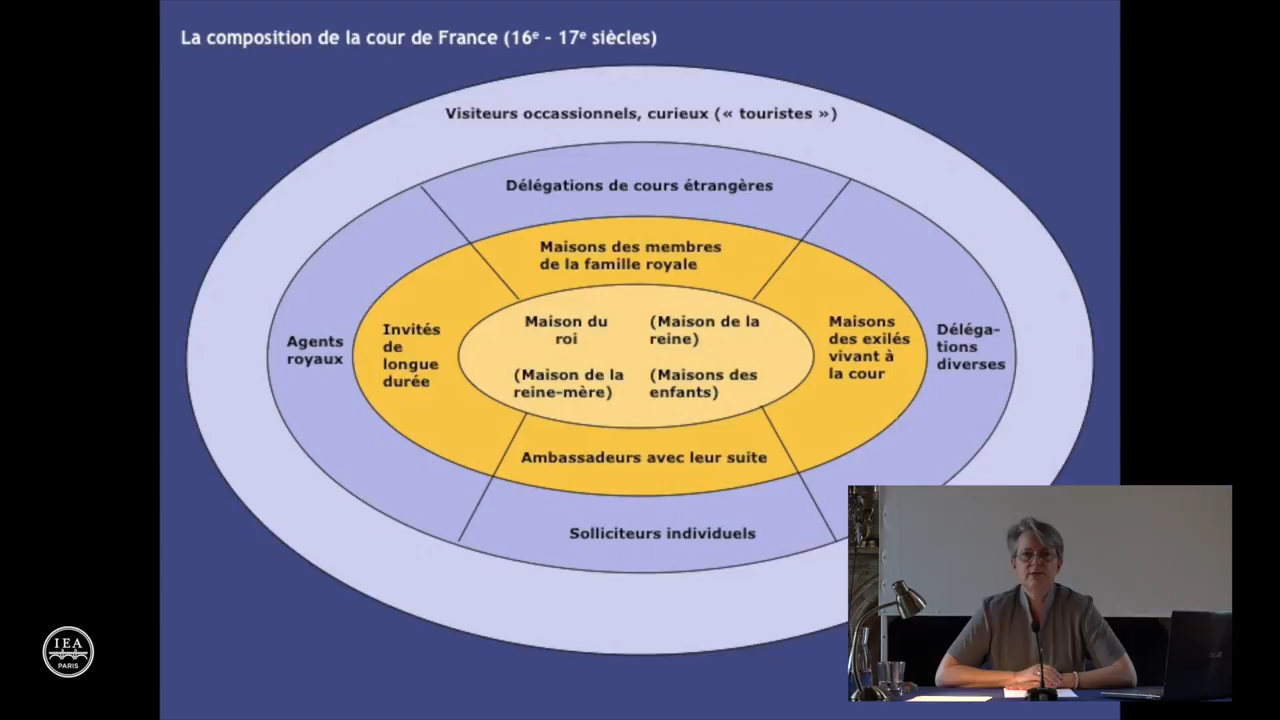 La composition de la cour de France (16e - 17e siècles)
Visiteurs occassionnels, curieux (« touristes »)
Délégations de cours étrangères
Maisons des membres
de la famille royale
Agents
royaux
Invités
de
longue
durée
Maison du
roi
(Maison de la
reine)
(Maison de la
reine-mère)
(Maisons des
enfants)
Maisons
des exilés
vivant à
la cour
Déléga-
tions
diverses
Ambassadeurs avec leur suite
Solliciteurs individuels
IEA
PARIS